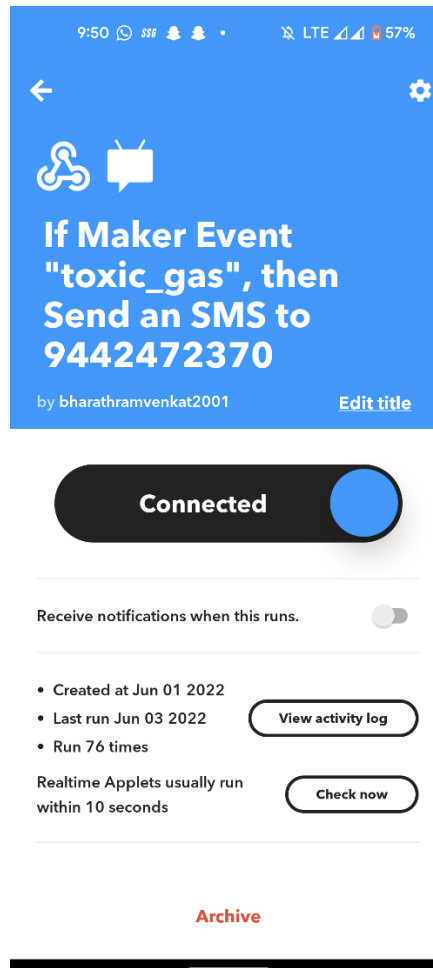 9:50 SSG • LTE 57%
If Maker Event
"toxic_gas", then
Send an SMS to
9442472370
by bharathramvenkat2001 Edit title
Connected
Receive notifications when this runs.
• Created at Jun 01 2022
• Last run Jun 03 2022 View activity log
• Run 76 times
Realtime Applets usually run
within 10 seconds Check now
Archive